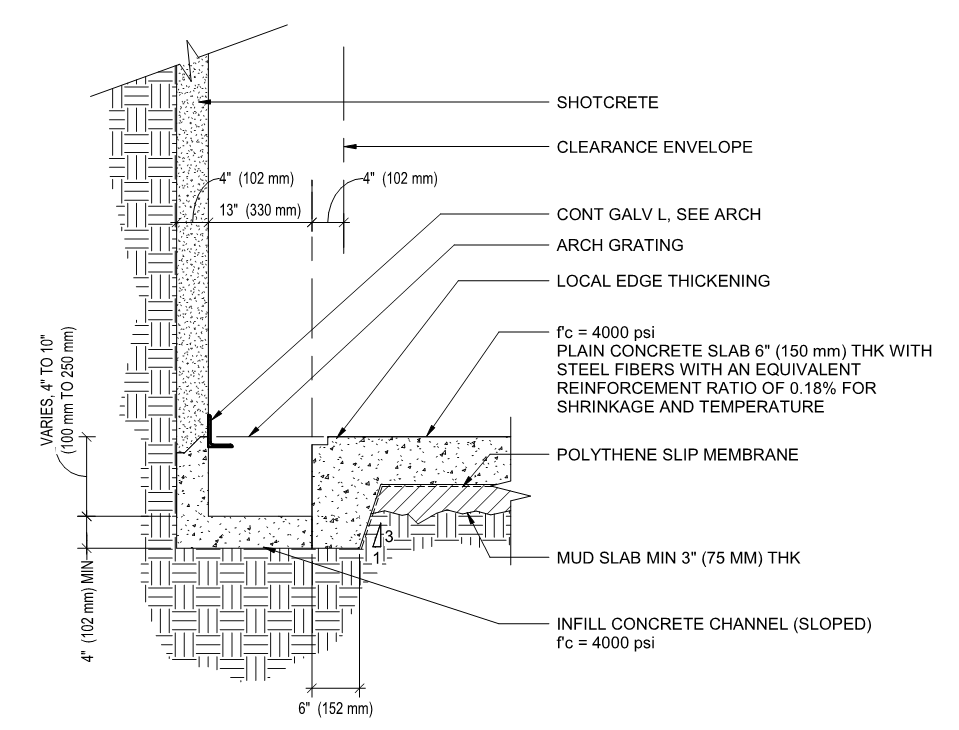 SHOTCRETE
CLEARANCE ENVELOPE
4" (102 mm)
4" (102 mm)
13" (330 mm)
CONT GALV L, SEE ARCH
ARCH GRATING
LOCAL EDGE THICKENING
f'c = 4000 psi
PLAIN CONCRETE SLAB 6" (150 mm) THK WITH
STEEL FIBERS WITH AN EQUIVALENT
REINFORCEMENT RATIO OF 0.18% FOR
SHRINKAGE AND TEMPERATURE
VARIES, 4" TO 10"
(100 mm TO 250 mm)
POLYTHENE SLIP MEMBRANE
3
1
MUD SLAB MIN 3" (75 MM) THK
4" (102 mm) MIN
INFILL CONCRETE CHANNEL (SLOPED)
f'c = 4000 psi
6" (152 mm)